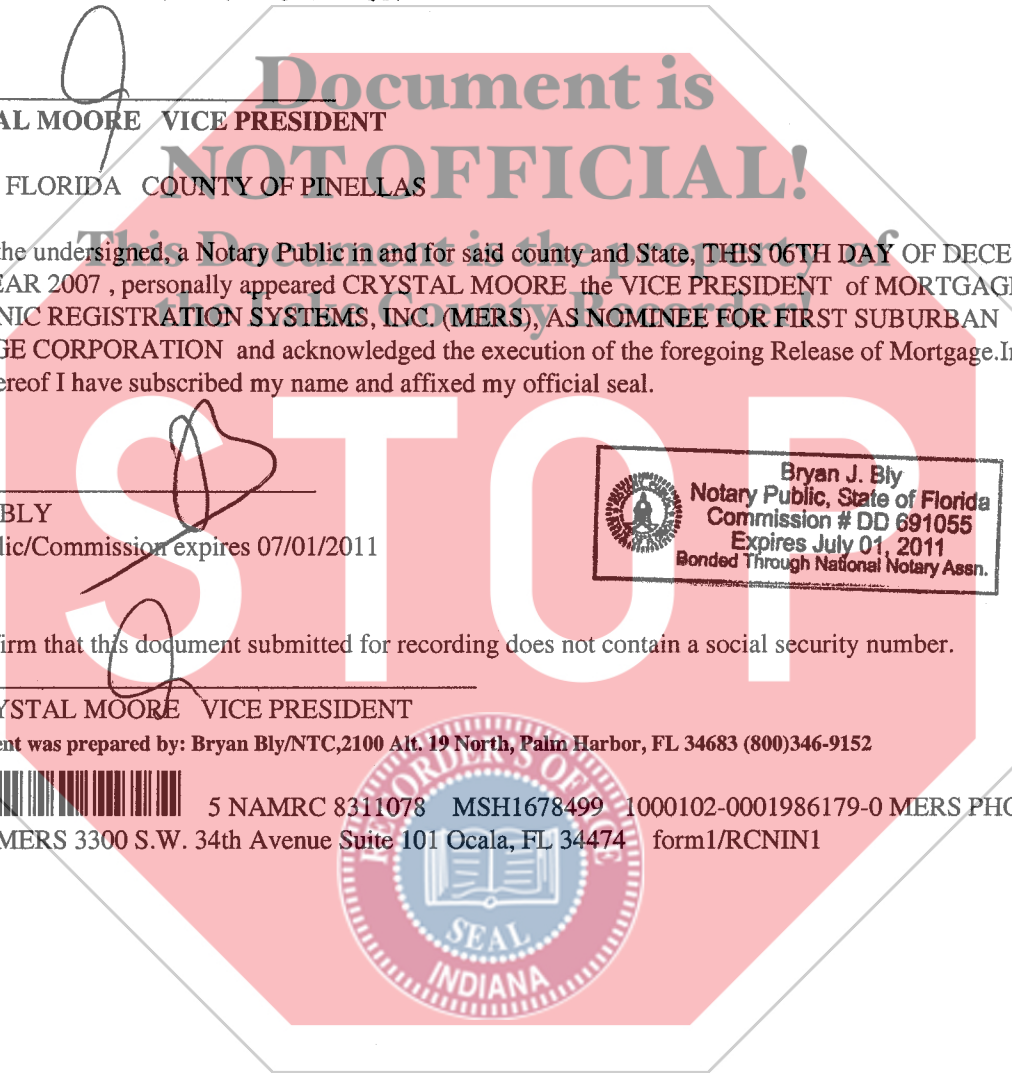 Document is
AL MOORE VICE PRESIDENT
NOT OFFICIAL!
FLORIDA COUNTY OF PINELLAS
This Document is the property of
the undersigned, a Notary Public in and for said county and State, THIS 06TH DAY OF DECE
EAR 2007 , personally appeared CRYSTAL MOORE the VICE PRESIDENT of MORTGAGE
the Lake County Recorder!
NIC REGISTRATION SYSTEMS, INC. (MERS), AS NOMINEE FOR FIRST SUBURBAN
GE CORPORATION and acknowledged the execution of the foregoing Release of Mortgage.In
ereof I have subscribed my name and affixed my official seal.
STOP
Bryan J. Bly
Notary Public, State of Florida
Commission # DD 691055
Expires July 01, 2011
Bonded Through National Notary Assn.
BLY
lic/Commission expires 07/01/2011
firm that this document submitted for recording does not contain a social security number.
YSTAL MOORE VICE PRESIDENT
ent was prepared by: Bryan Bly/NTC,2100 Alt. 19 North, Palm Harbor, FL 34683 (800)346-9152
5 NAMRC 8311078 MSH1678499 1000102-0001986179-0 MERS PHO
MERS 3300 S.W. 34th Avenue Suite 101 Ocala, FL 34474 form1/RCNIN1
RECORDER'S OFFICE
SEAL
INDIANA